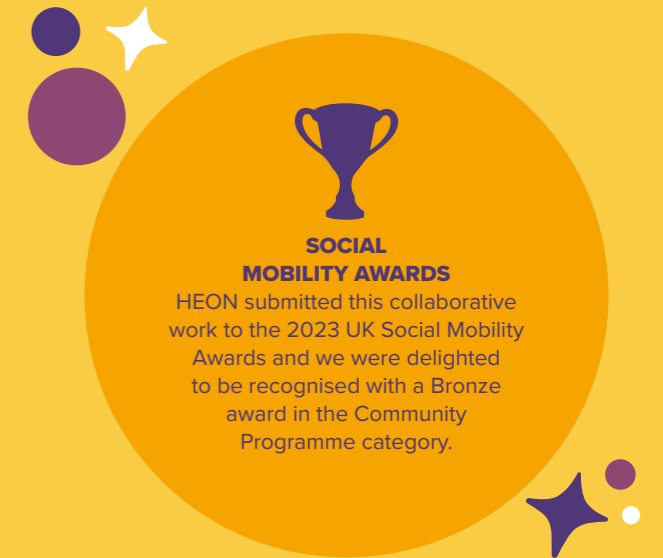 SOCIAL
MOBILITY AWARDS
HEON submitted this collaborative
work to the 2023 UK Social Mobility
Awards and we were delighted
to be recognised with a Bronze
award in the Community
Programme category.